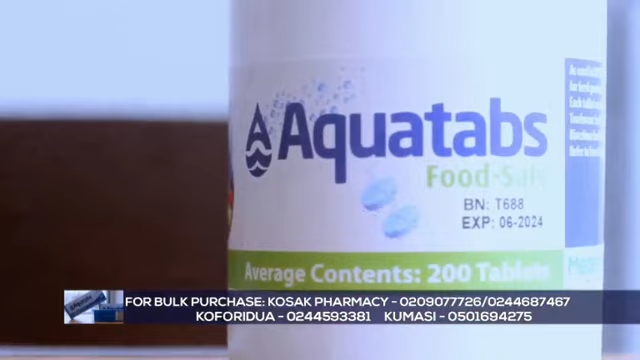 Aquatabs
Food-Safe
BN: T688
EXP: 06-2024
Average Contents: 200 Tablets
FOR BULK PURCHASE: KOSAK PHARMACY - 0209077726/0244687467
KOFORIDUA - 0244593381 KUMASI - 0501694275